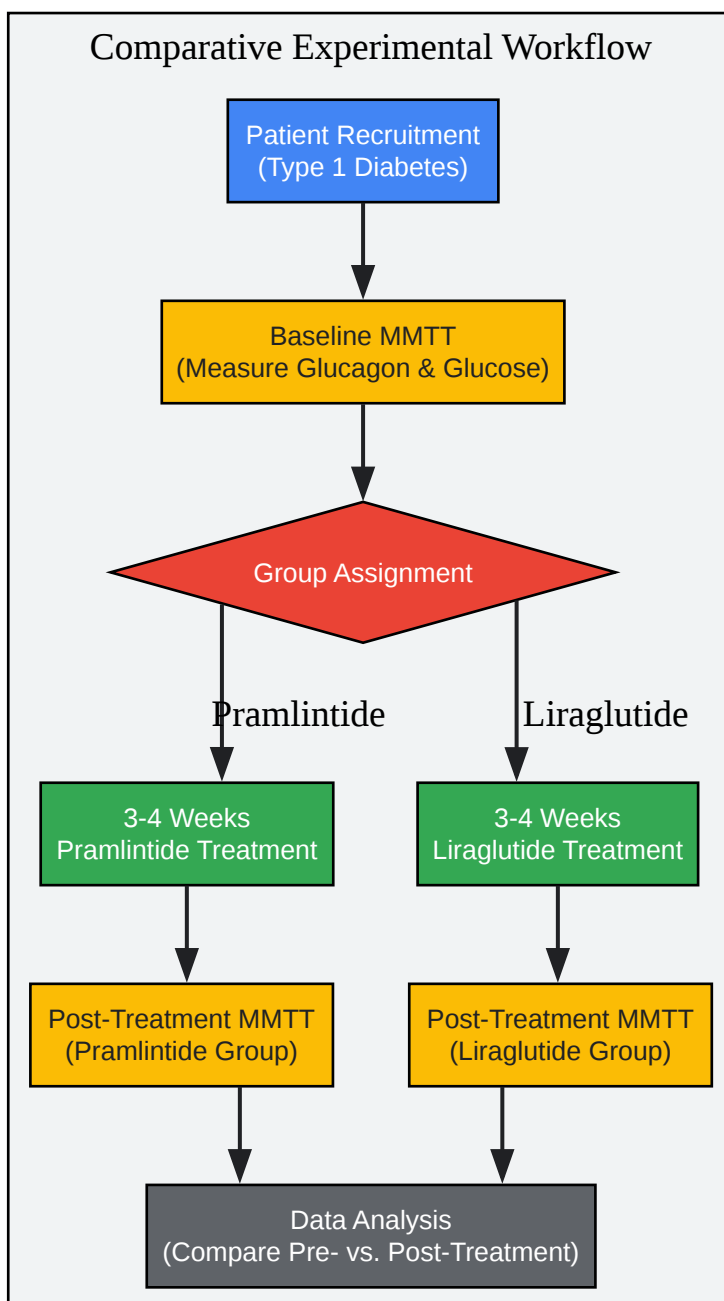 Comparative Experimental Workflow
Patient Recruitment
(Type 1 Diabetes)
Baseline MMTT
(Measure Glucagon & Glucose)
Group Assignment
Pramlintide
Liraglutide
3-4 Weeks
Pramlintide Treatment
3-4 Weeks
Liraglutide Treatment
Post-Treatment MMTT
(Pramlintide Group)
Post-Treatment MMTT
(Liraglutide Group)
Data Analysis
(Compare Pre- vs. Post-Treatment)